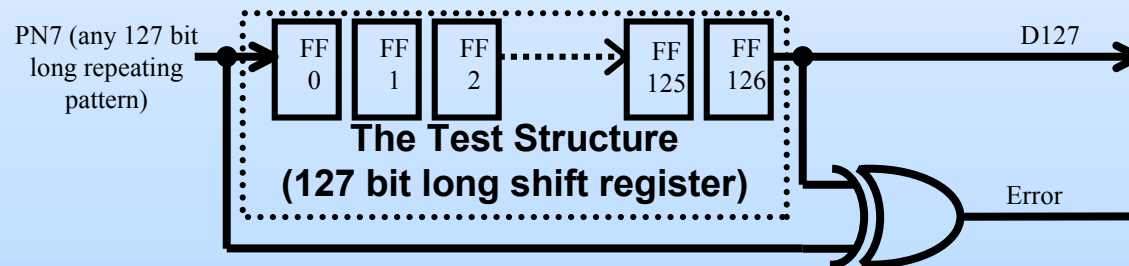 PN7 (any 127 bit
long repeating
pattern)
FF
0
FF
1
FF
2
FF
125
FF
126
D127
The Test Structure
(127 bit long shift register)
Error